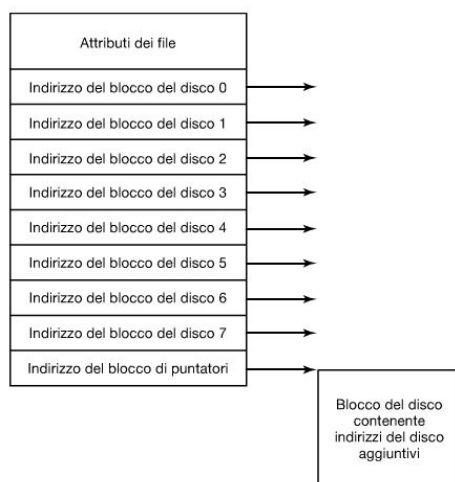 Attributi dei file
Indirizzo del blocco del disco 0
Indirizzo del blocco del disco 1
Indirizzo del blocco del disco 2
Indirizzo del blocco del disco 3
Indirizzo del blocco del disco 4
Indirizzo del blocco del disco 5
Indirizzo del blocco del disco 6
Indirizzo del blocco del disco 7
Indirizzo del blocco di puntatori
Blocco del disco
contenente
indirizzi del disco
aggiuntivi